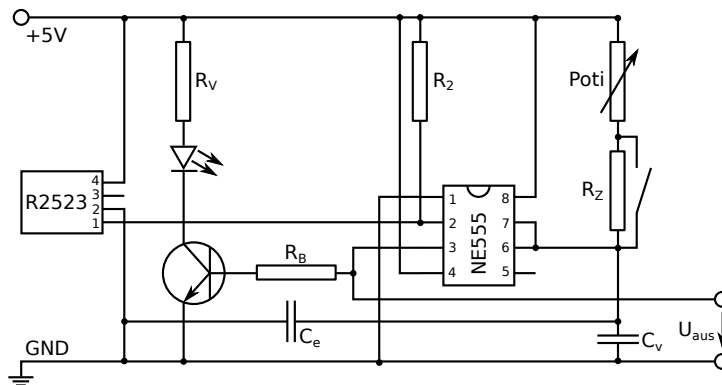 +5V
R_V
R_2
Poti
R2523
4
3
2
1
R_Z
NE555
1
2
3
4
8
7
6
5
R_B
C_e
C_v
U_aus
GND